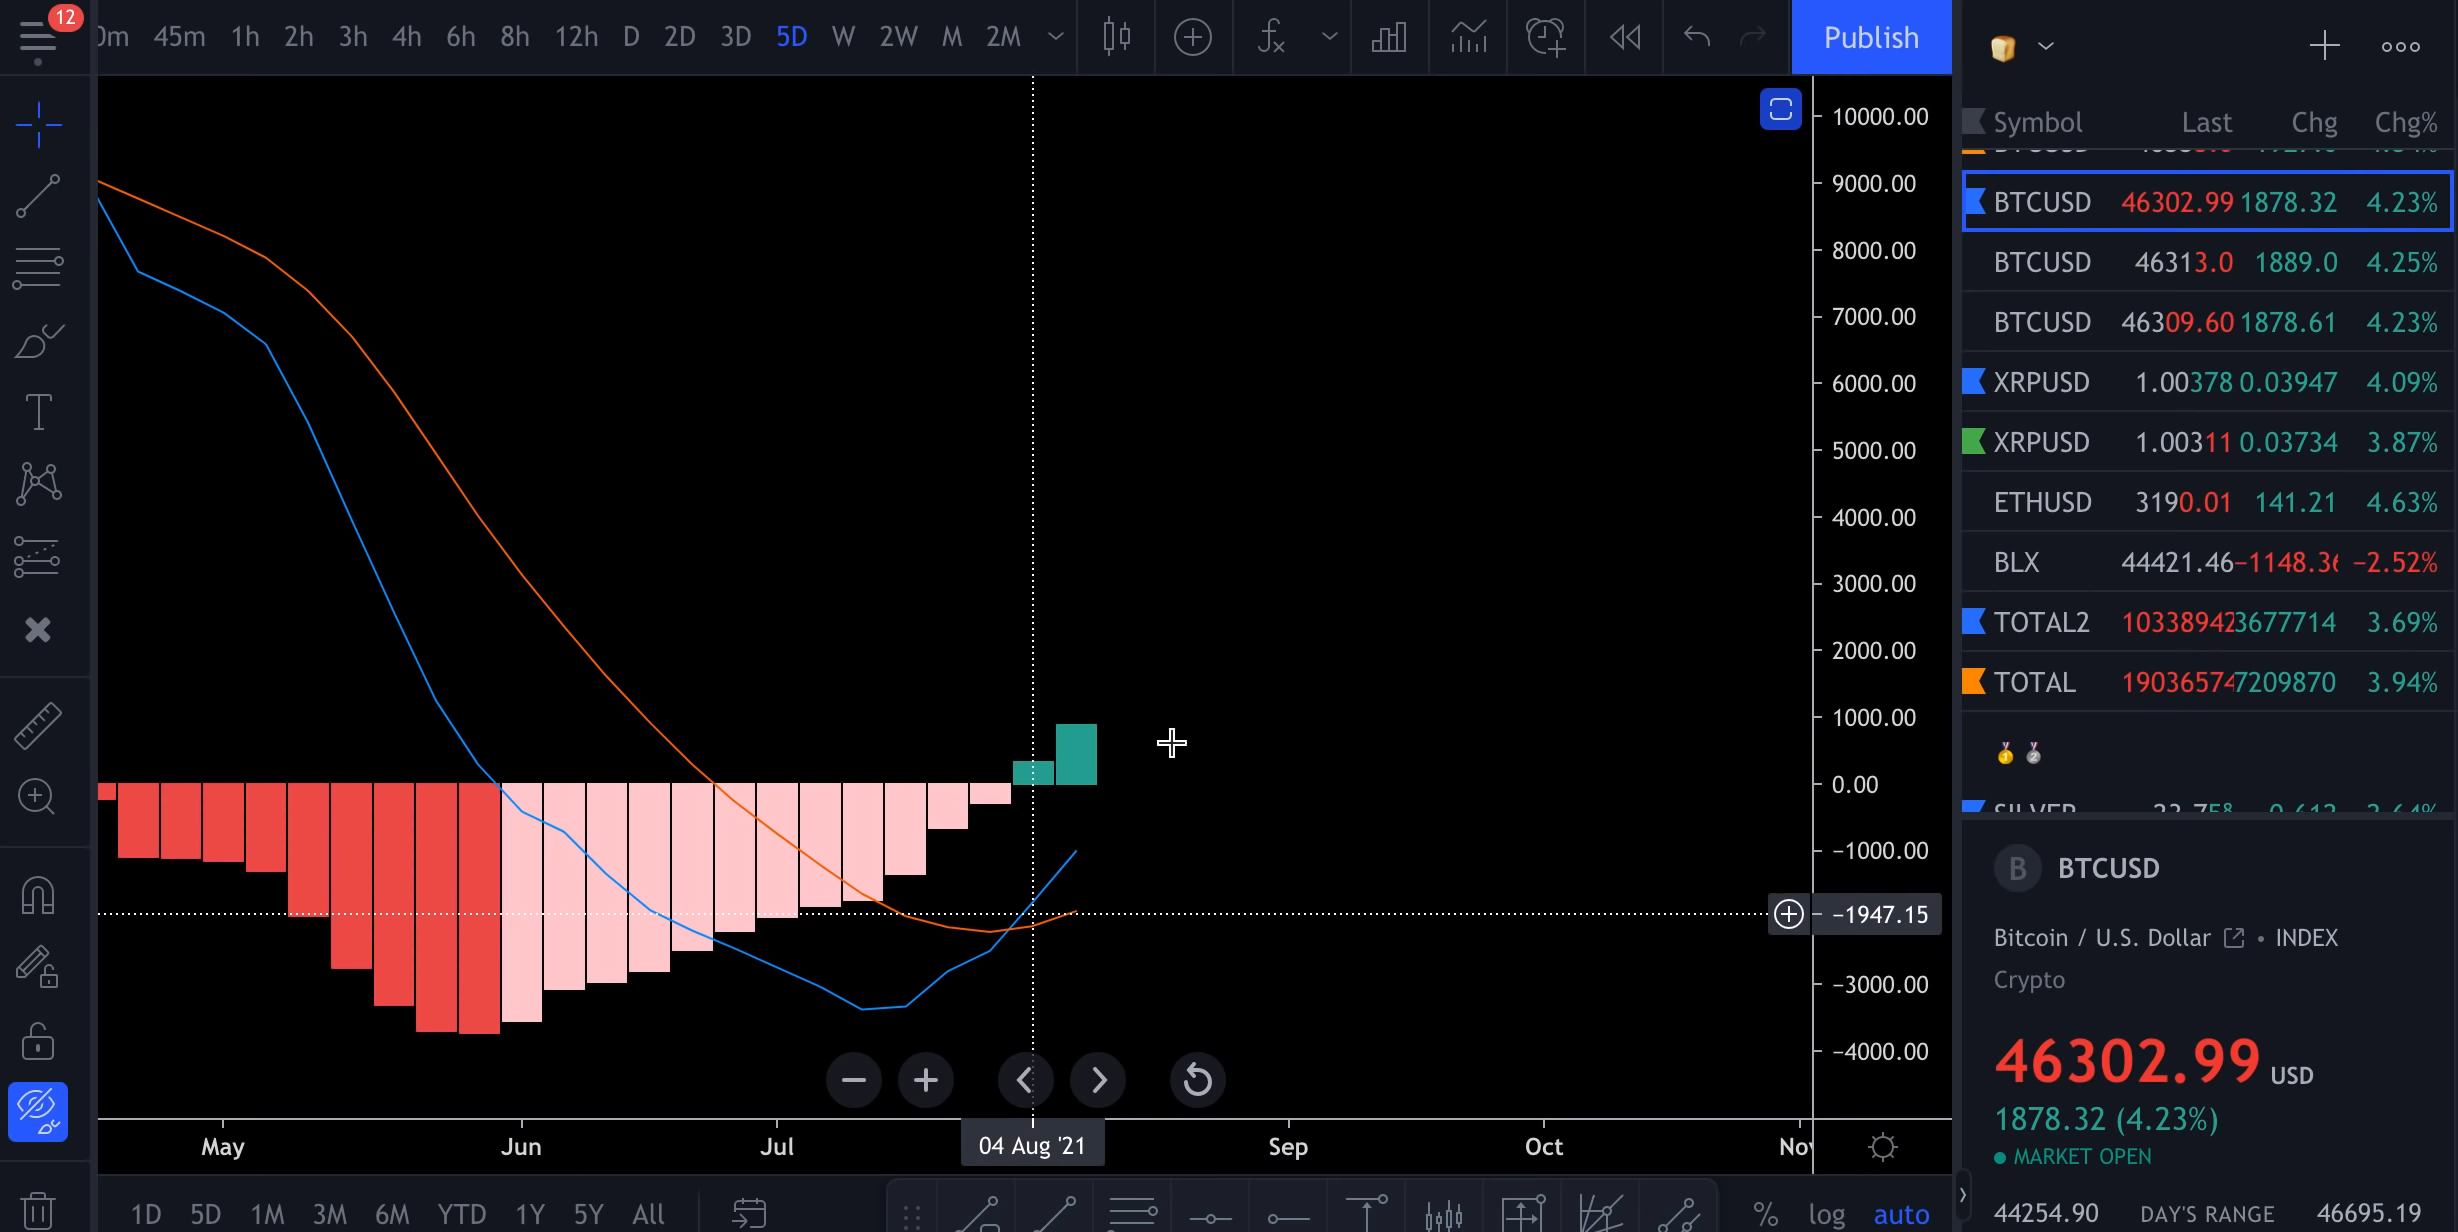 12
45m 1h 2h 3h 4h 6h 8h 12h D 2D 3D 5D W 2W M 2M
Publish
Symbol Last Chg Chg%
BTCUSD 46302.99 1878.32 4.23%
BTCUSD 46313.0 1889.0 4.25%
BTCUSD 46309.60 1878.61 4.23%
XRPUSD 1.00378 0.03947 4.09%
XRPUSD 1.00311 0.03734 3.87%
ETHUSD 3190.01 141.21 4.63%
BLX 44421.46 −1148.36 −2.52%
TOTAL2 10338942 3677714 3.69%
TOTAL 19036574 7209870 3.94%
10000.00
9000.00
8000.00
7000.00
6000.00
5000.00
4000.00
3000.00
2000.00
1000.00
0.00
−1000.00
−1947.15
−3000.00
−4000.00
B BTCUSD
Bitcoin / U.S. Dollar • INDEX
Crypto
46302.99 USD
1878.32 (4.23%)
MARKET OPEN
44254.90 DAY'S RANGE 46695.19
May Jun Jul 04 Aug '21 Sep Oct Nov
1D 5D 1M 3M 6M YTD 1Y 5Y All
% log auto